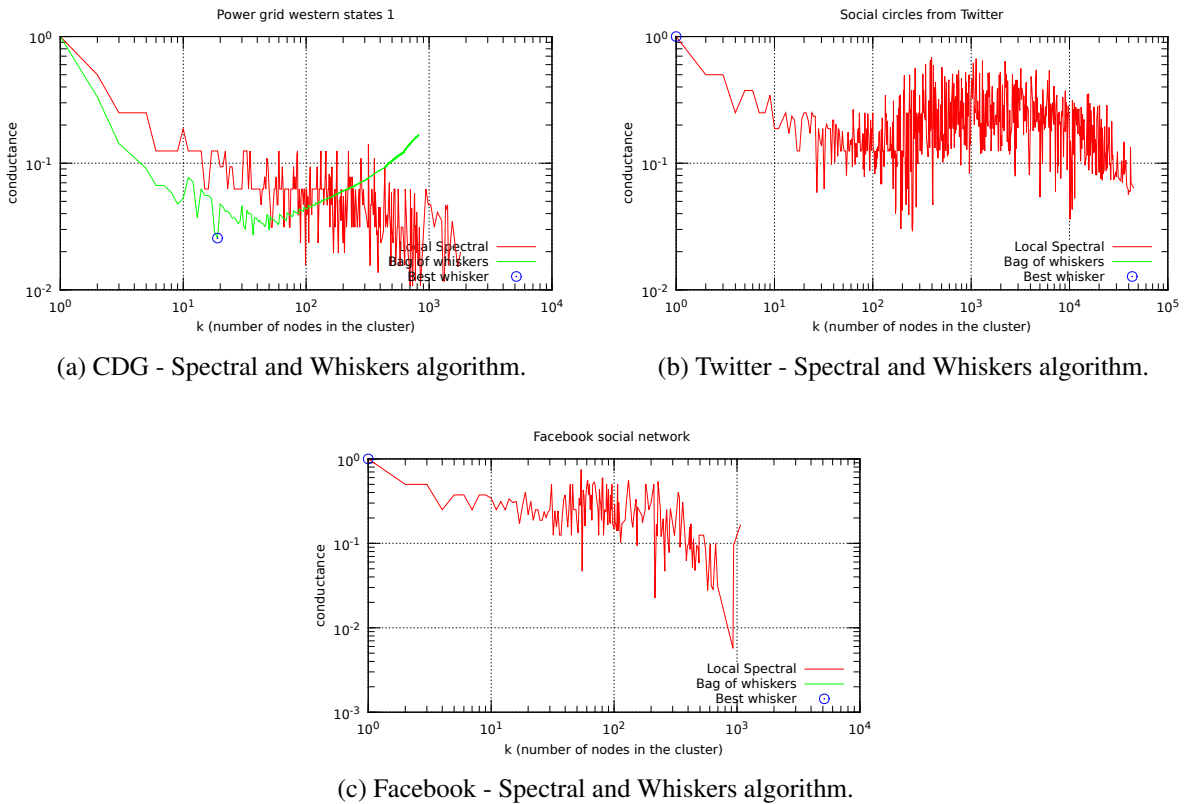 Power grid western states 1
10^0
10^-1
10^-2
conductance
Local Spectral
Bag of whiskers
Best whisker
10^0 10^1 10^2 10^3 10^4
k (number of nodes in the cluster)
(a) CDG - Spectral and Whiskers algorithm.
Social circles from Twitter
10^0
10^-1
10^-2
conductance
Local Spectral
Bag of whiskers
Best whisker
10^0 10^1 10^2 10^3 10^4 10^5
k (number of nodes in the cluster)
(b) Twitter - Spectral and Whiskers algorithm.
Facebook social network
10^0
10^-1
10^-2
10^-3
conductance
Local Spectral
Bag of whiskers
Best whisker
10^0 10^1 10^2 10^3 10^4
k (number of nodes in the cluster)
(c) Facebook - Spectral and Whiskers algorithm.